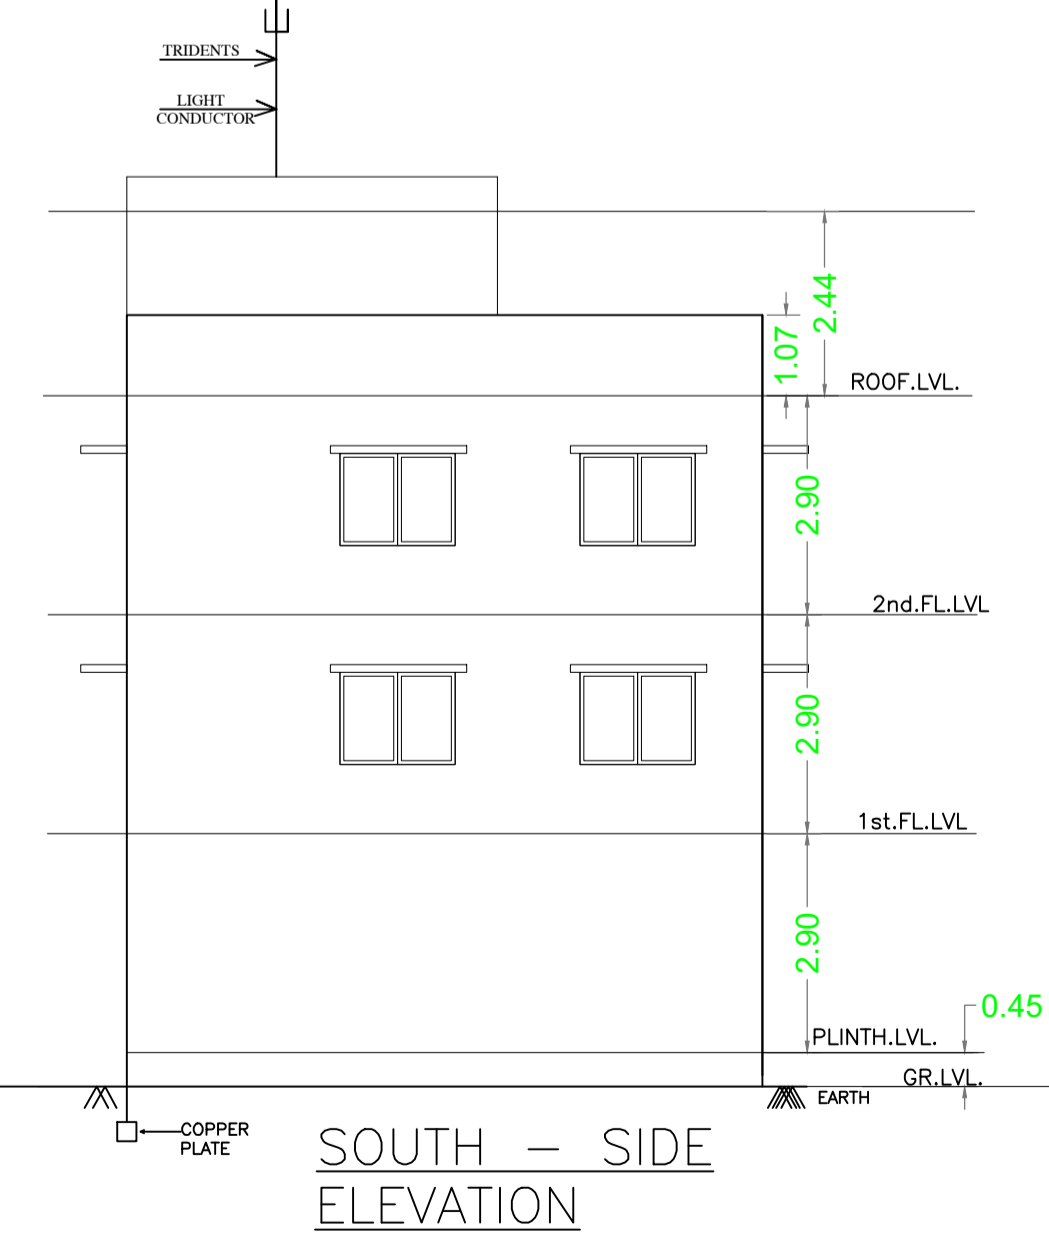 TRIDENTS
LIGHT
CONDUCTOR
2.44
1.07
ROOF.LVL.
2.90
2nd.FL.LVL
2.90
1st.FL.LVL
2.90
0.45
PLINTH.LVL.
GR.LVL.
EARTH
COPPER
PLATE
SOUTH – SIDE
ELEVATION